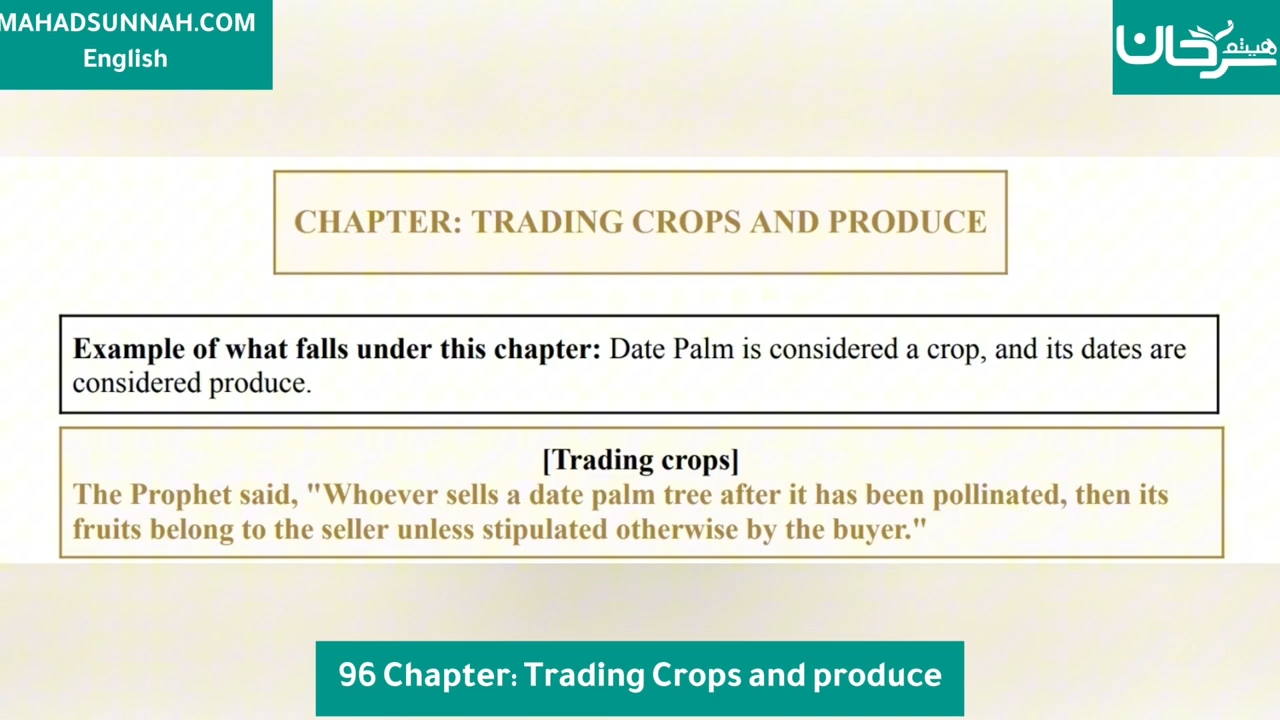 MAHADSUNNAH.COM
English
هيثم
سرحان
CHAPTER: TRADING CROPS AND PRODUCE
Example of what falls under this chapter: Date Palm is considered a crop, and its dates are
considered produce.
[Trading crops]
The Prophet said, "Whoever sells a date palm tree after it has been pollinated, then its
fruits belong to the seller unless stipulated otherwise by the buyer."
96 Chapter: Trading Crops and produce